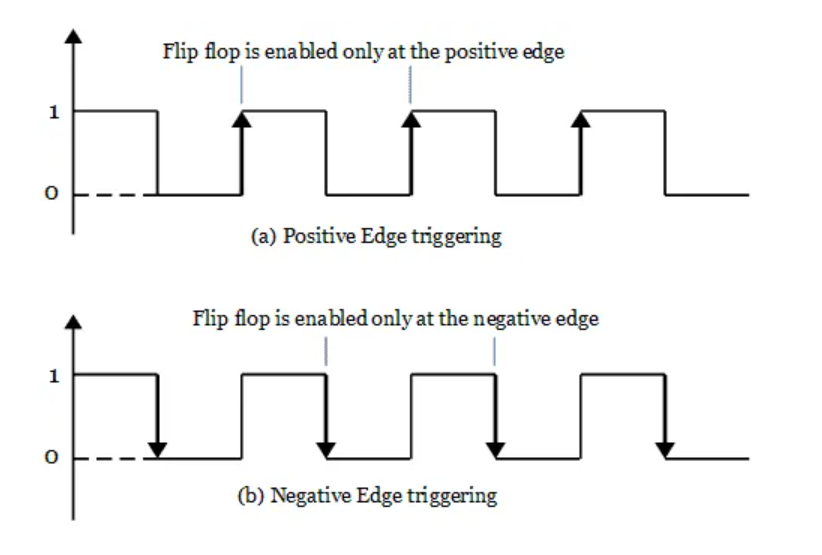 Flip flop is enabled only at the positive edge
1
0
(a) Positive Edge triggering
Flip flop is enabled only at the negative edge
1
0
(b) Negative Edge triggering